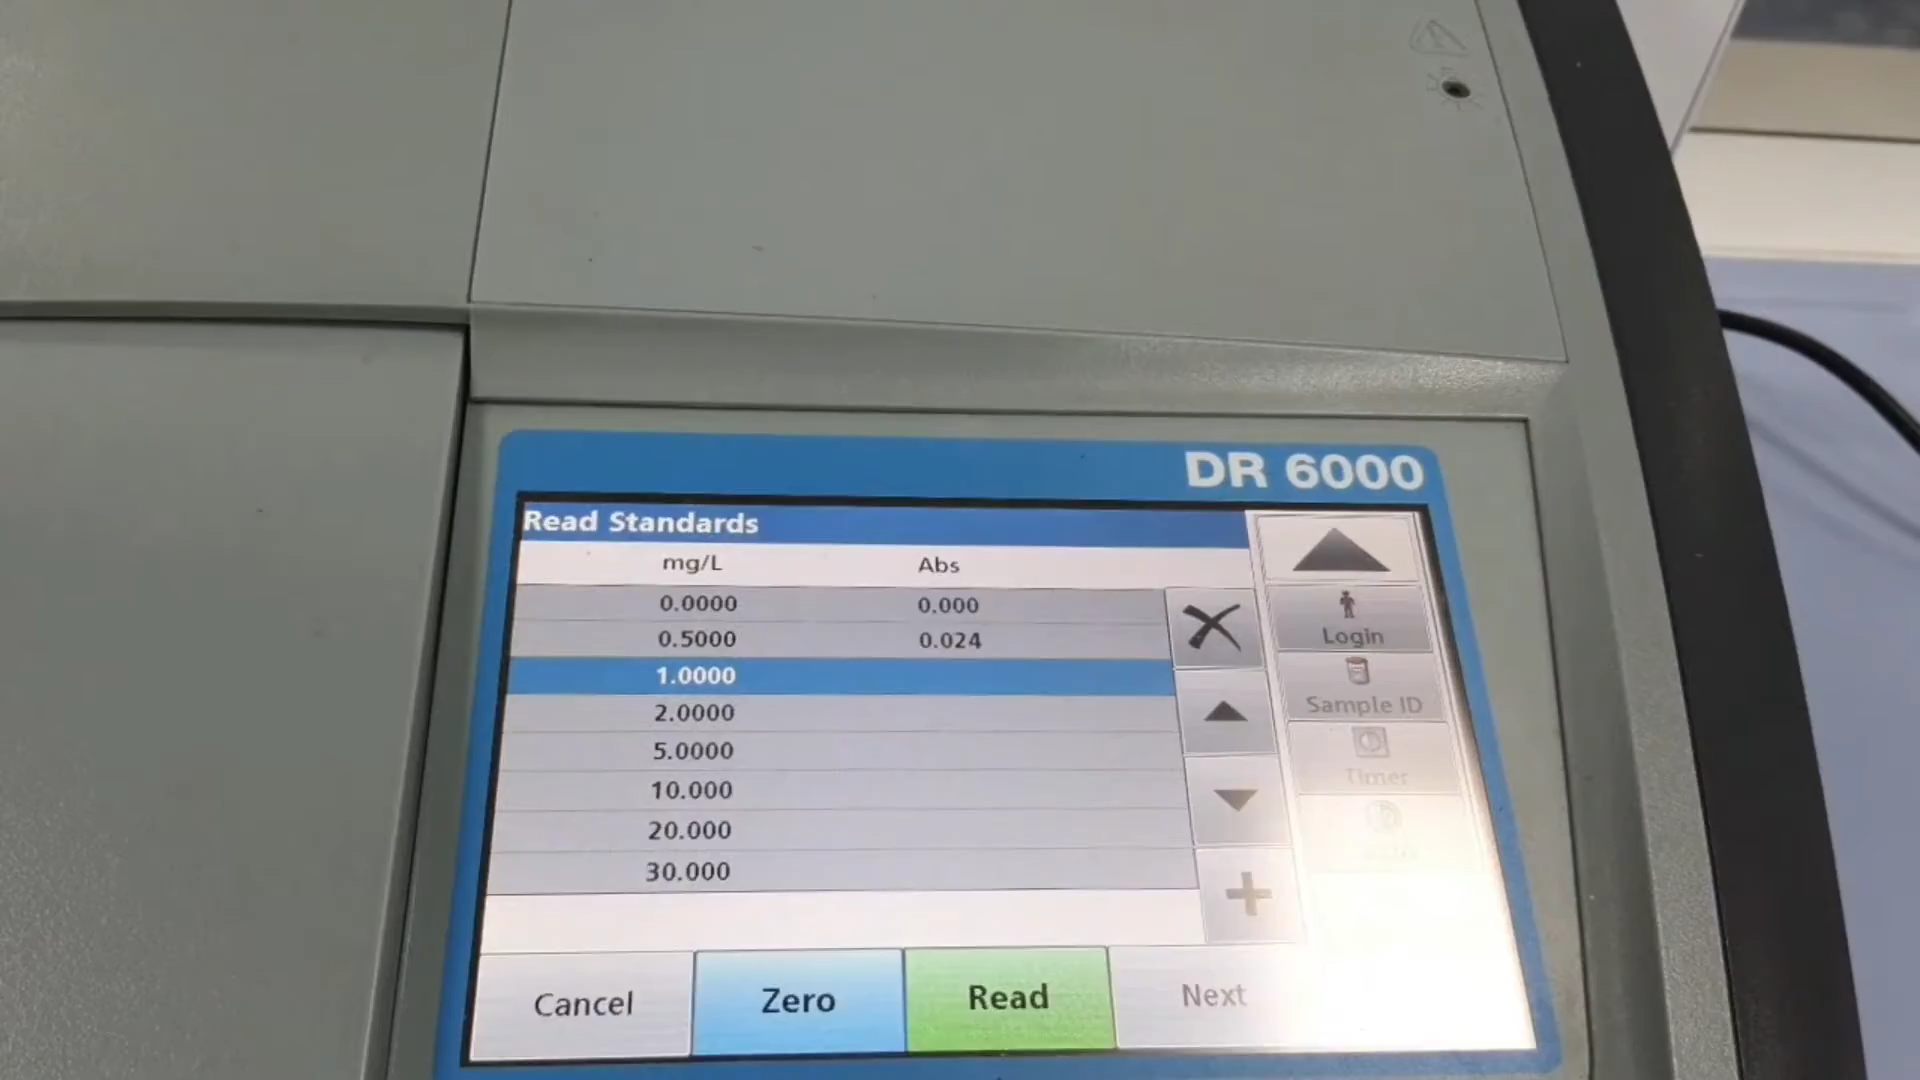 DR 6000
Read Standards
mg/L Abs
0.0000 0.000
0.5000 0.024
1.0000
2.0000
5.0000
10.000
20.000
30.000
Login
Sample ID
Timer
Cancel Zero Read Next